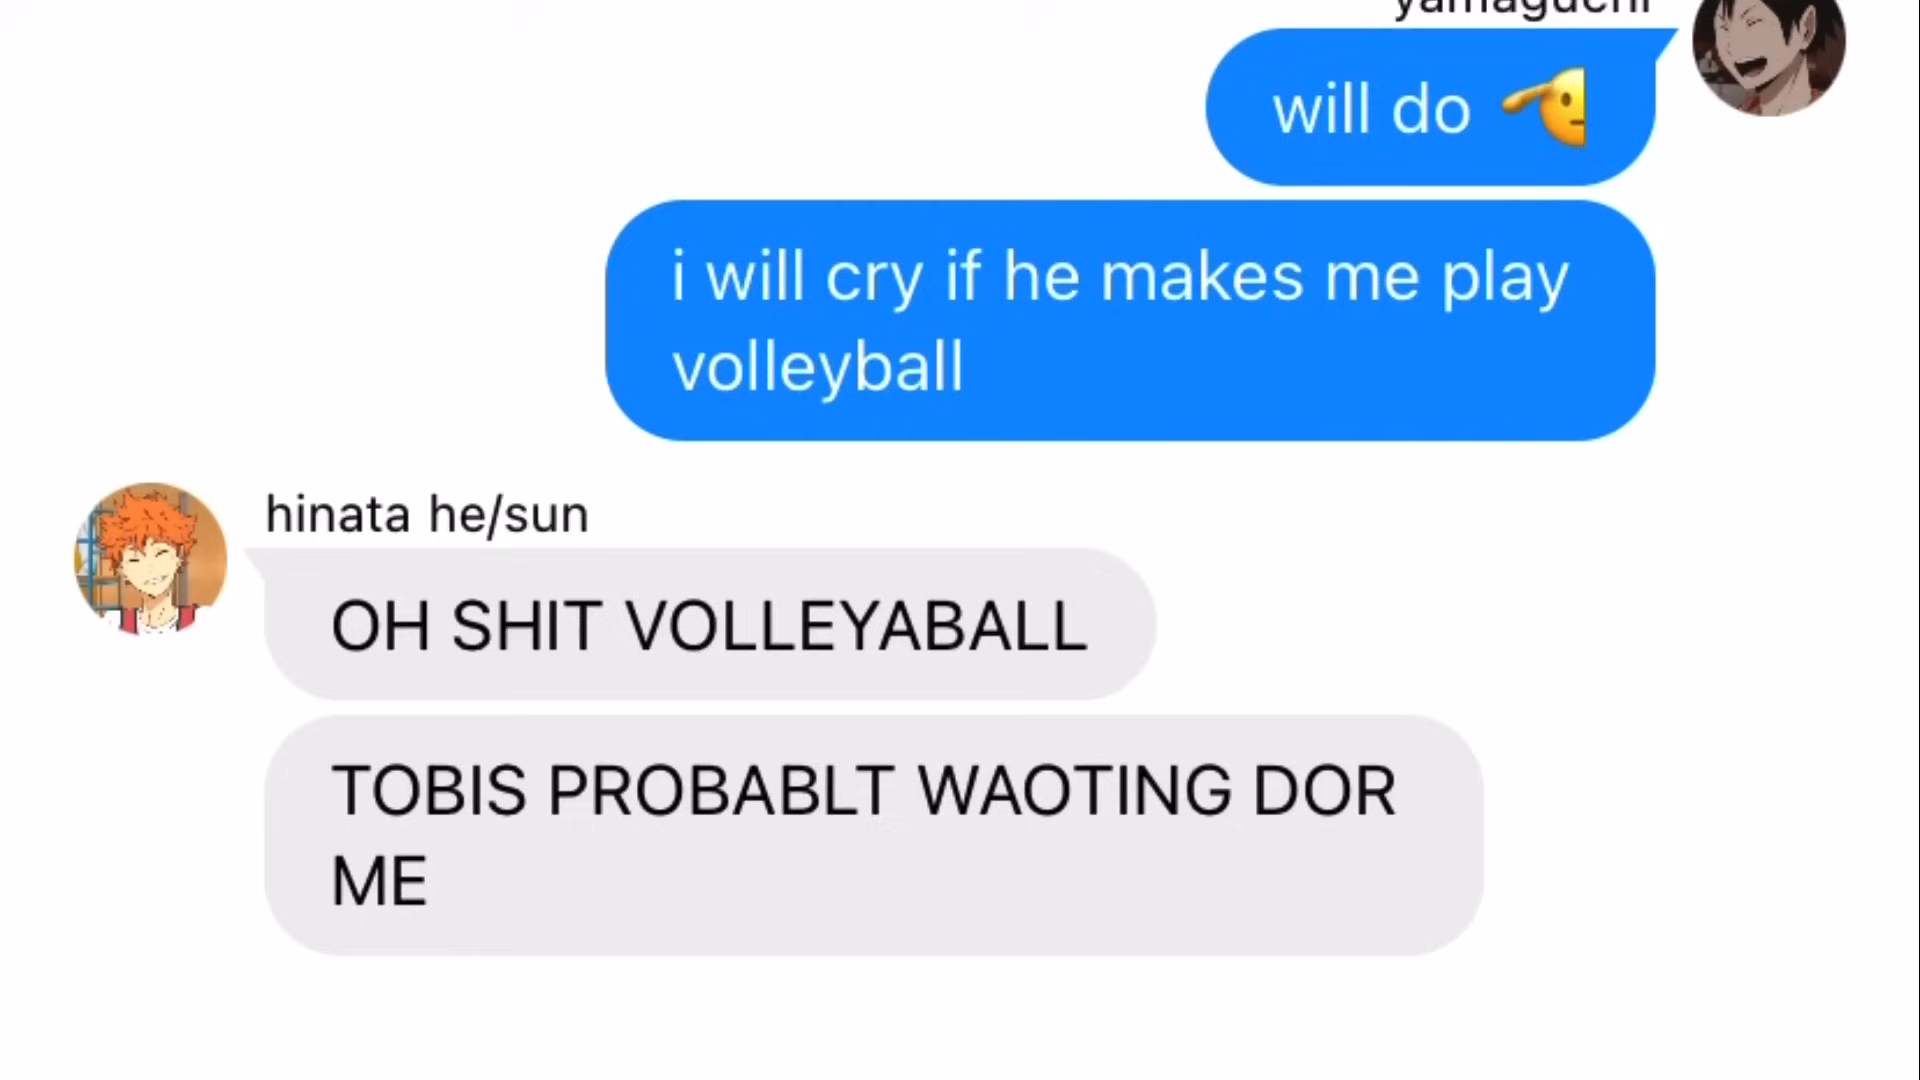 yamaguchi
will do 🫡
i will cry if he makes me play
volleyball
hinata he/sun
OH SHIT VOLLEYABALL
TOBIS PROBABLT WAOTING DOR
ME